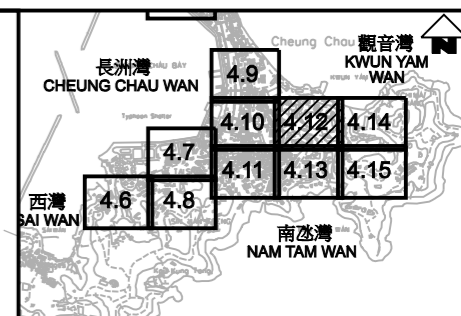 Cheung Chau
觀音灣
KWUN YAM
WAN
N
長洲灣
CHEUNG CHAU WAN
4.9
Typhoon Shelter
4.10
4.12
4.14
4.7
4.11
4.13
4.15
西灣
SAI WAN
4.6
4.8
南氹灣
NAM TAM WAN